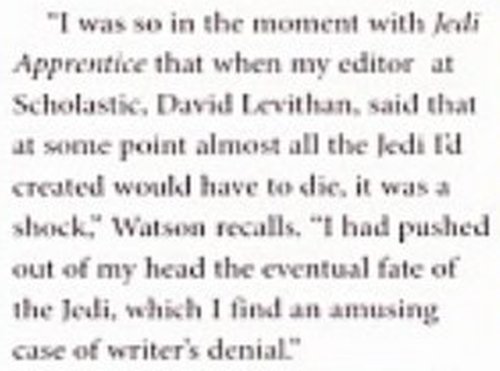 "I was so in the moment with Jedi
Apprentice that when my editor at
Scholastic, David Levithan, said that
at some point almost all the Jedi I'd
created would have to die, it was a
shock," Watson recalls. "I had pushed
out of my head the eventual fate of
the Jedi, which I find an amusing
case of writer's denial."